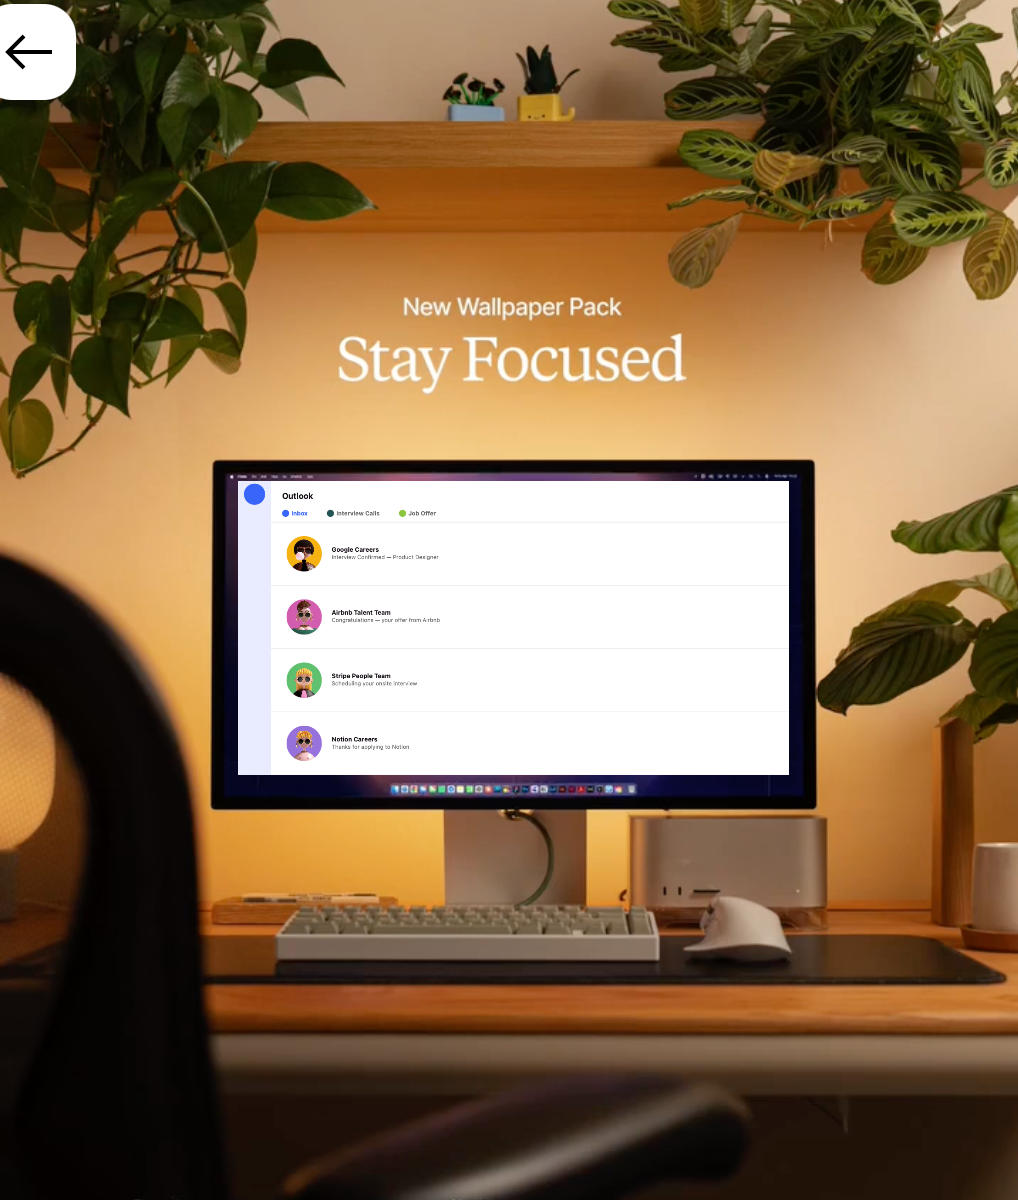 New Wallpaper Pack
Stay Focused
Outlook
Inbox Interview Calls Job Offer
Google Careers
Interview Confirmed — Product Designer
Airbnb Talent Team
Congratulations — your offer from Airbnb
Stripe People Team
Scheduling your onsite interview
Notion Careers
Thanks for applying to Notion